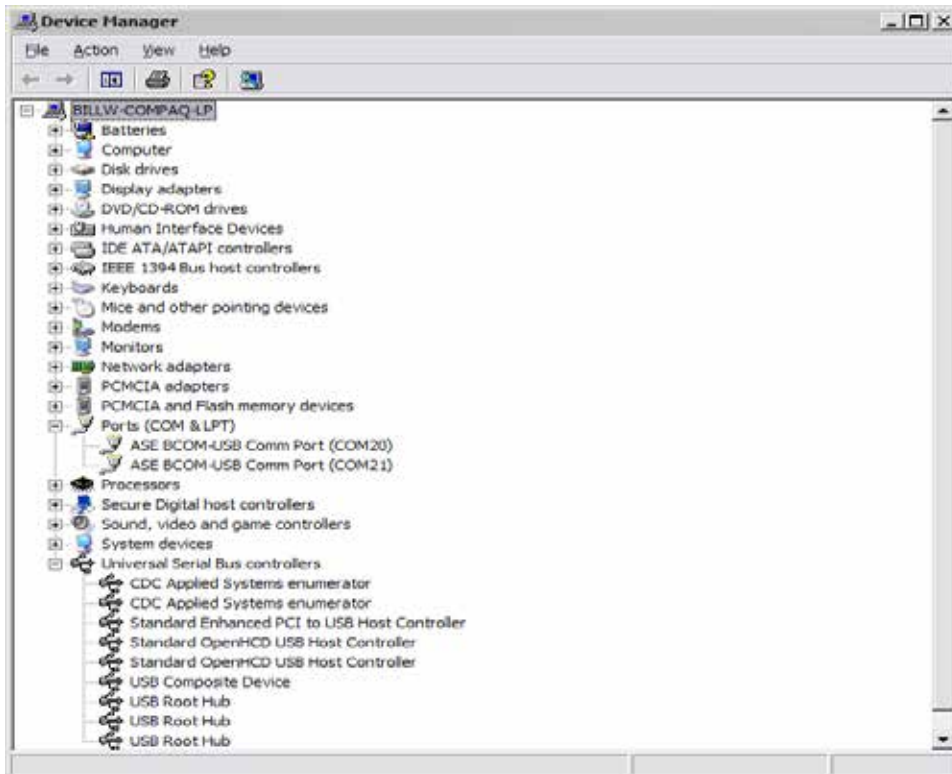 Device Manager
File Action View Help
BILLW-COMPAQ-LP
Batteries
Computer
Disk drives
Display adapters
DVD/CD-ROM drives
Human Interface Devices
IDE ATA/ATAPI controllers
IEEE 1394 Bus host controllers
Keyboards
Mice and other pointing devices
Modems
Monitors
Network adapters
PCMCIA adapters
PCMCIA and Flash memory devices
Ports (COM & LPT)
ASE BCOM-USB Comm Port (COM20)
ASE BCOM-USB Comm Port (COM21)
Processors
Secure Digital host controllers
Sound, video and game controllers
System devices
Universal Serial Bus controllers
CDC Applied Systems enumerator
CDC Applied Systems enumerator
Standard Enhanced PCI to USB Host Controller
Standard OpenHCD USB Host Controller
Standard OpenHCD USB Host Controller
USB Composite Device
USB Root Hub
USB Root Hub
USB Root Hub